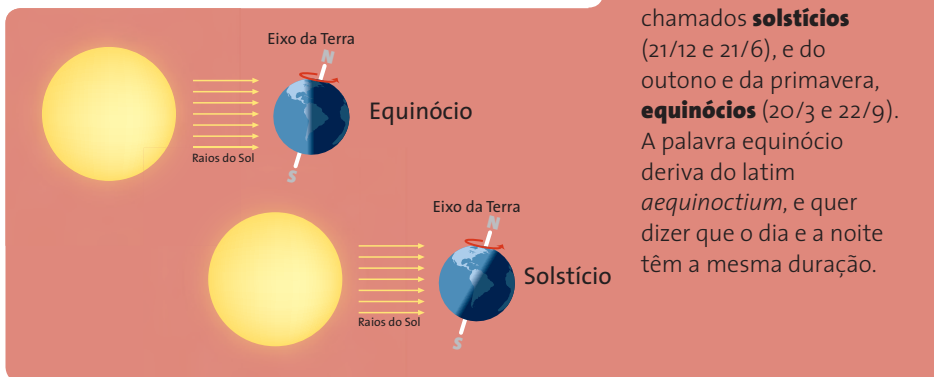 Eixo da Terra
N
Equinócio
Raios do Sol
S
Eixo da Terra
N
Solstício
Raios do Sol
S
chamados solstícios
(21/12 e 21/6), e do
outono e da primavera,
equinócios (20/3 e 22/9).
A palavra equinócio
deriva do latim
aequinoctium, e quer
dizer que o dia e a noite
têm a mesma duração.